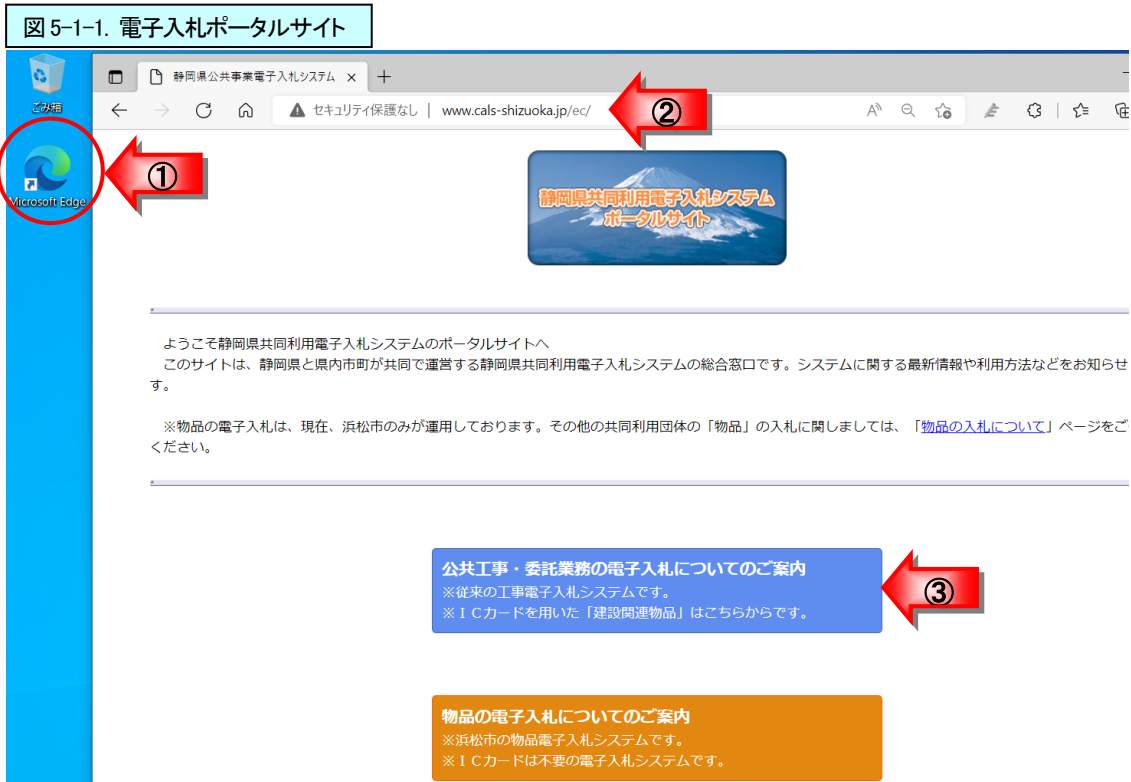 図 5-1-1. 電子入札ポータルサイト
ごみ箱
静岡県公共事業電子入札システム
セキュリティ保護なし | www.cals-shizuoka.jp/ec/
②
①
Microsoft Edge
静岡県共同利用電子入札システム
ポータルサイト
ようこそ静岡県共同利用電子入札システムのポータルサイトへ
このサイトは、静岡県と県内市町が共同で運営する静岡県共同利用電子入札システムの総合窓口です。システムに関する最新情報や利用方法などをお知らせ
す。
※物品の電子入札は、現在、浜松市のみが運用しております。その他の共同利用団体の「物品」の入札に関しましては、「物品の入札について」ページをご
ください。
公共工事・委託業務の電子入札についてのご案内
※従来の工事電子入札システムです。
※ＩＣカードを用いた「建設関連物品」はこちらからです。
③
物品の電子入札についてのご案内
※浜松市の物品電子入札システムです。
※ＩＣカードは不要の電子入札システムです。